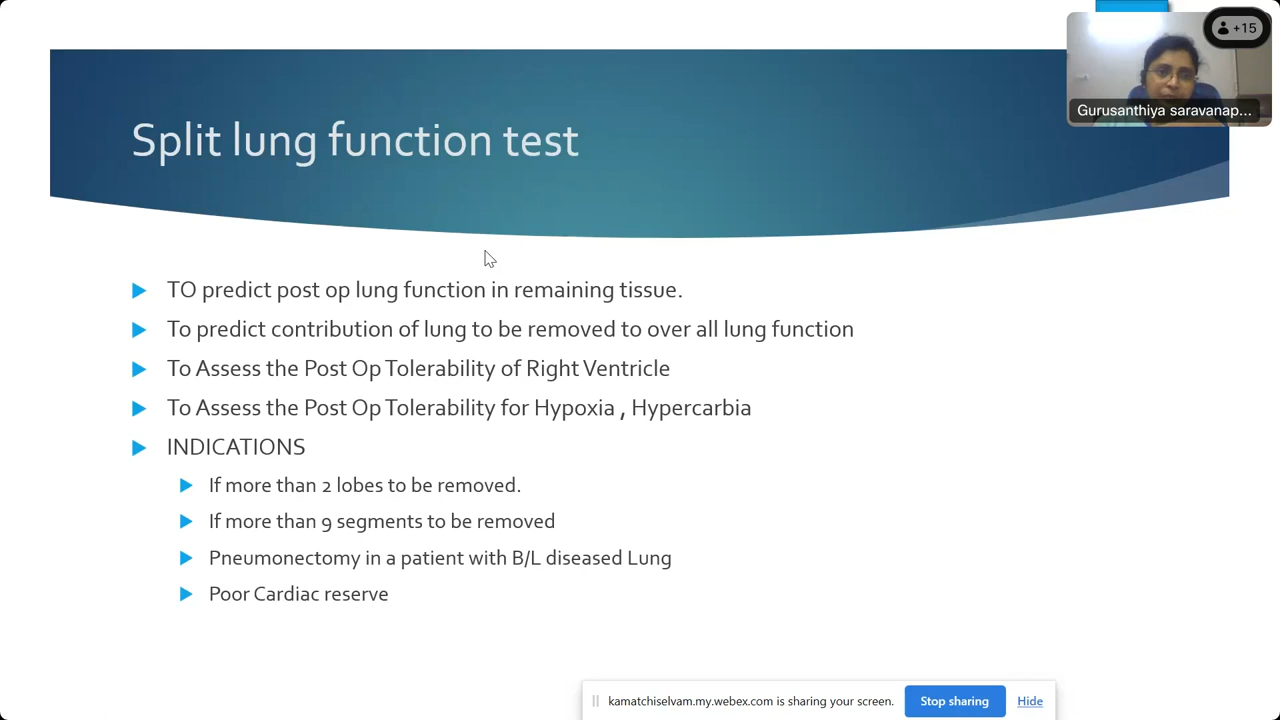 +15
Gurusanthiya saravanap...
Split lung function test
TO predict post op lung function in remaining tissue.
To predict contribution of lung to be removed to over all lung function
To Assess the Post Op Tolerability of Right Ventricle
To Assess the Post Op Tolerability for Hypoxia , Hypercarbia
INDICATIONS
If more than 2 lobes to be removed.
If more than 9 segments to be removed
Pneumonectomy in a patient with B/L diseased Lung
Poor Cardiac reserve
kamatchiselvam.my.webex.com is sharing your screen. Stop sharing Hide